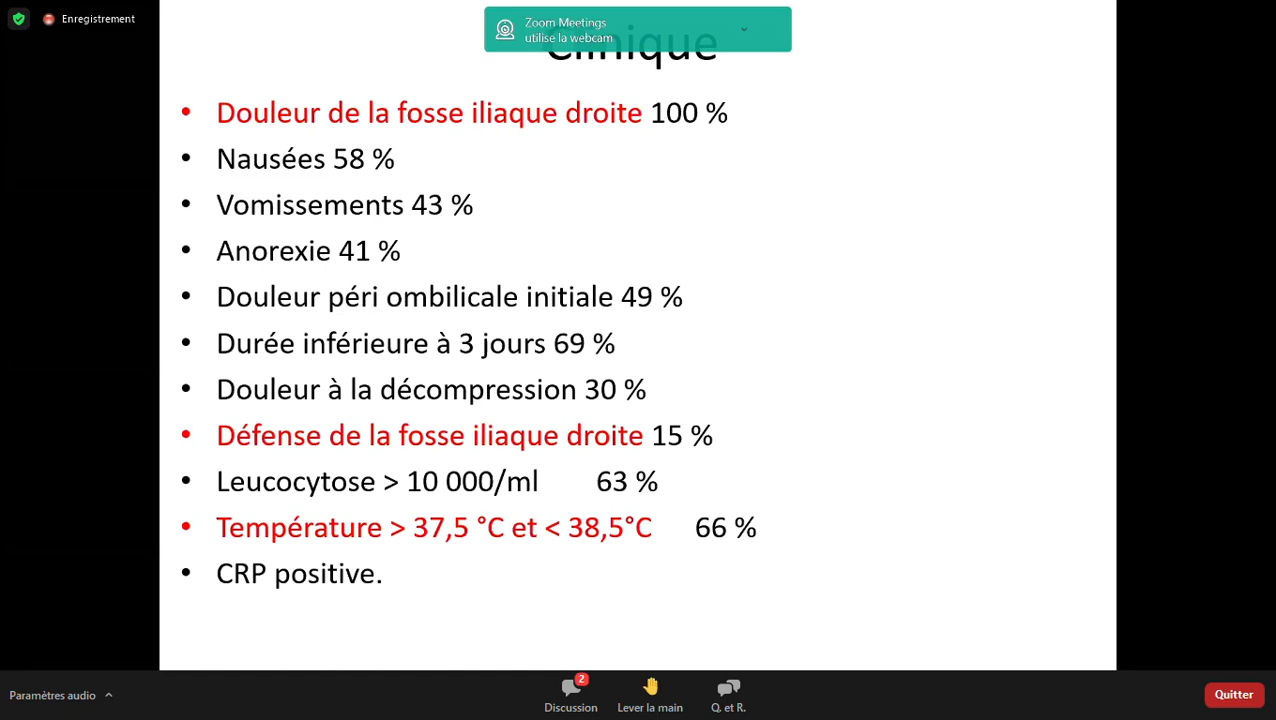 Enregistrement
Zoom Meetings
utilise la webcam
Clinique
• Douleur de la fosse iliaque droite 100 %
• Nausées 58 %
• Vomissements 43 %
• Anorexie 41 %
• Douleur péri ombilicale initiale 49 %
• Durée inférieure à 3 jours 69 %
• Douleur à la décompression 30 %
• Défense de la fosse iliaque droite 15 %
• Leucocytose > 10 000/ml 63 %
• Température > 37,5 °C et < 38,5°C 66 %
• CRP positive.
Paramètres audio
2
Discussion
Lever la main
Q. et R.
Quitter